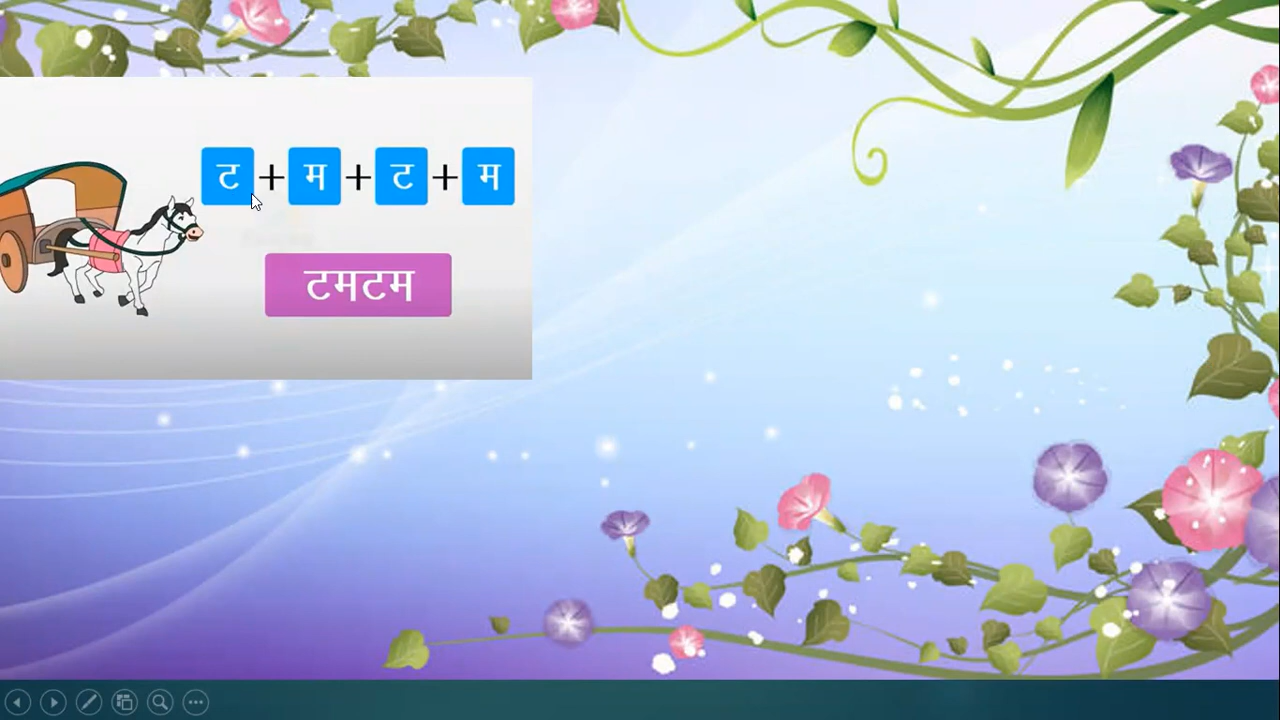 ट + म + ट + म
टमटम